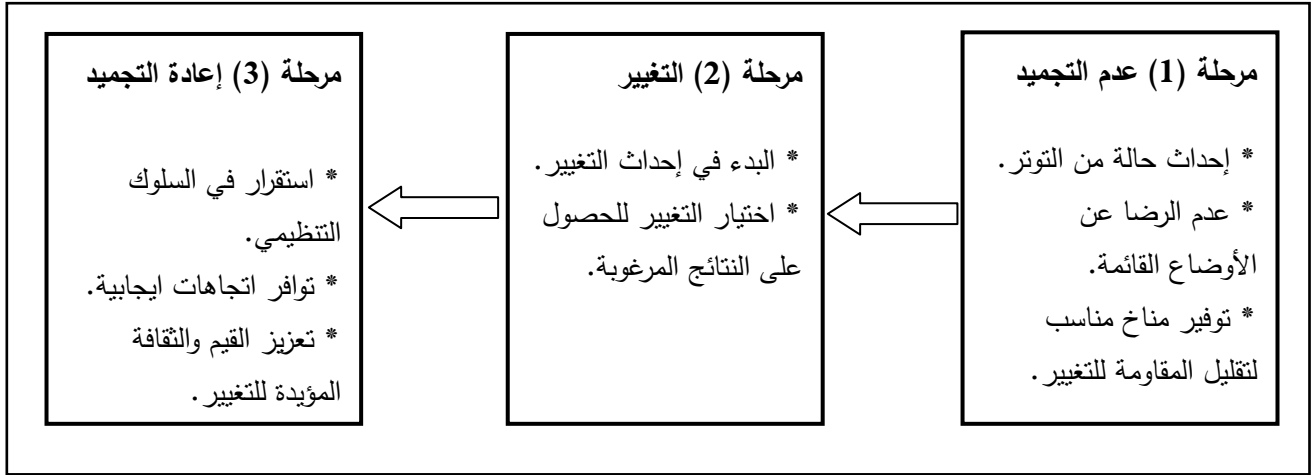 مرحلة (1) عدم التجميد
* إحداث حالة من التوتر.
* عدم الرضا عن
الأوضاع القائمة.
* توفير مناخ مناسب
لتقليل المقاومة للتغيير.
مرحلة (2) التغيير
* البدء في إحداث التغيير.
* اختيار التغيير للحصول
على النتائج المرغوبة.
مرحلة (3) إعادة التجميد
* استقرار في السلوك
التنظيمي.
* توافر اتجاهات ايجابية.
* تعزيز القيم والثقافة
المؤيدة للتغيير.